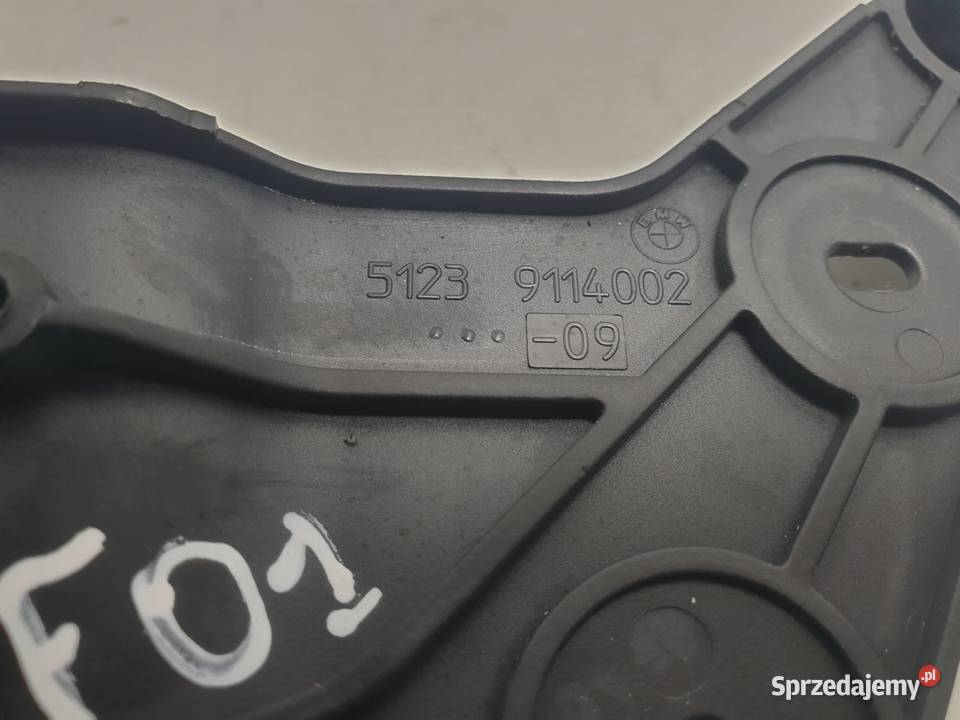 BMW
5123 9114002
-09
F01
Sprzedajemy.pl